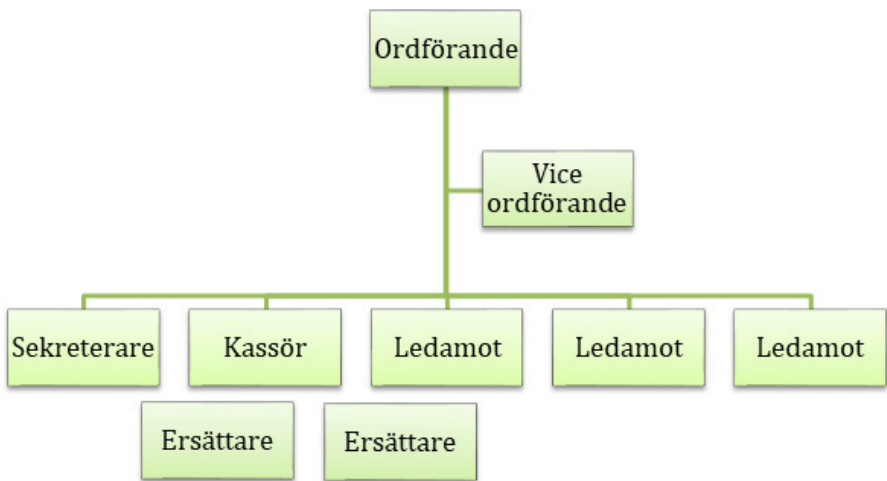 Ordförande
Vice
ordförande
Sekreterare
Kassör
Ledamot
Ledamot
Ledamot
Ersättare
Ersättare